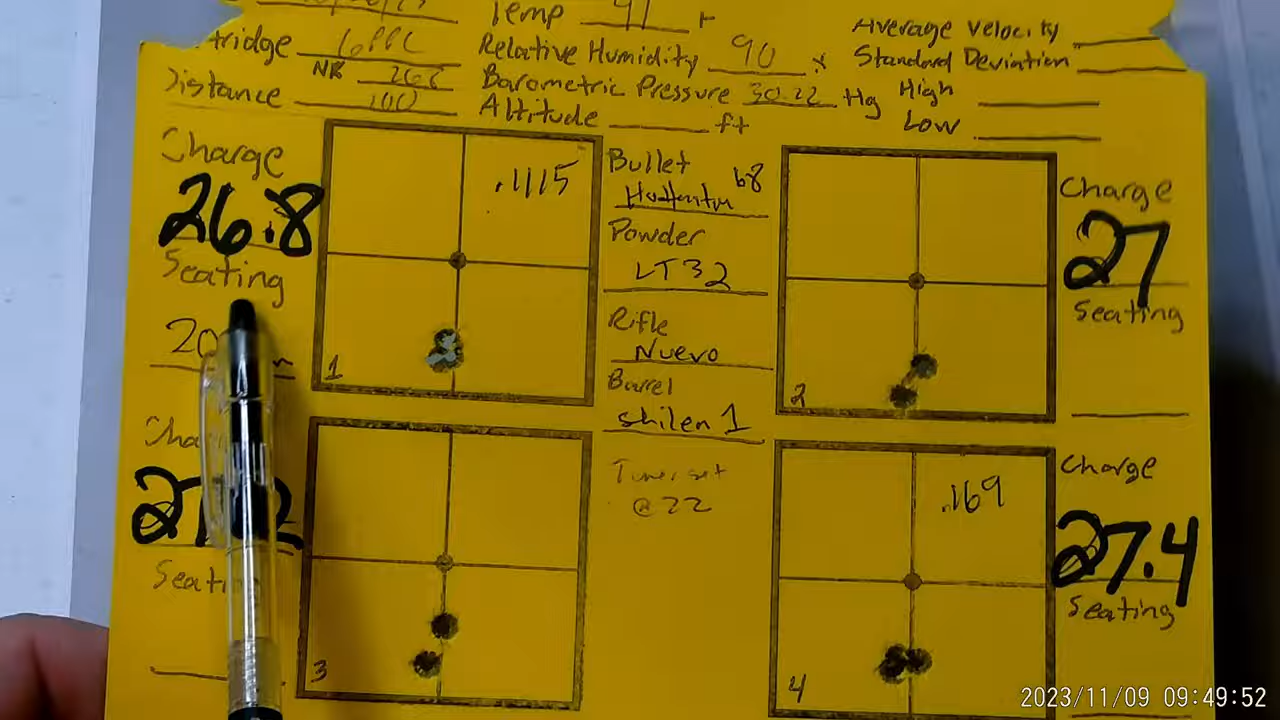 Temp 91 F
Average Velocity
tridge 6PPC
Relative Humidity 90 %
Standard Deviation
NR 268
Distance 100
Barometric Pressure 30.22 Hg
High
Altitude ft
Low
Charge
26.8
Seating
20
.1115
1
Bullet 68
Powder
LT32
Rifle
Nuevo
Barrel
shilen 1
Tuner set
@ 22
2
Charge
27
Seating
3
.169
4
Charge
27.4
Seating
2023/11/09 09:49:52